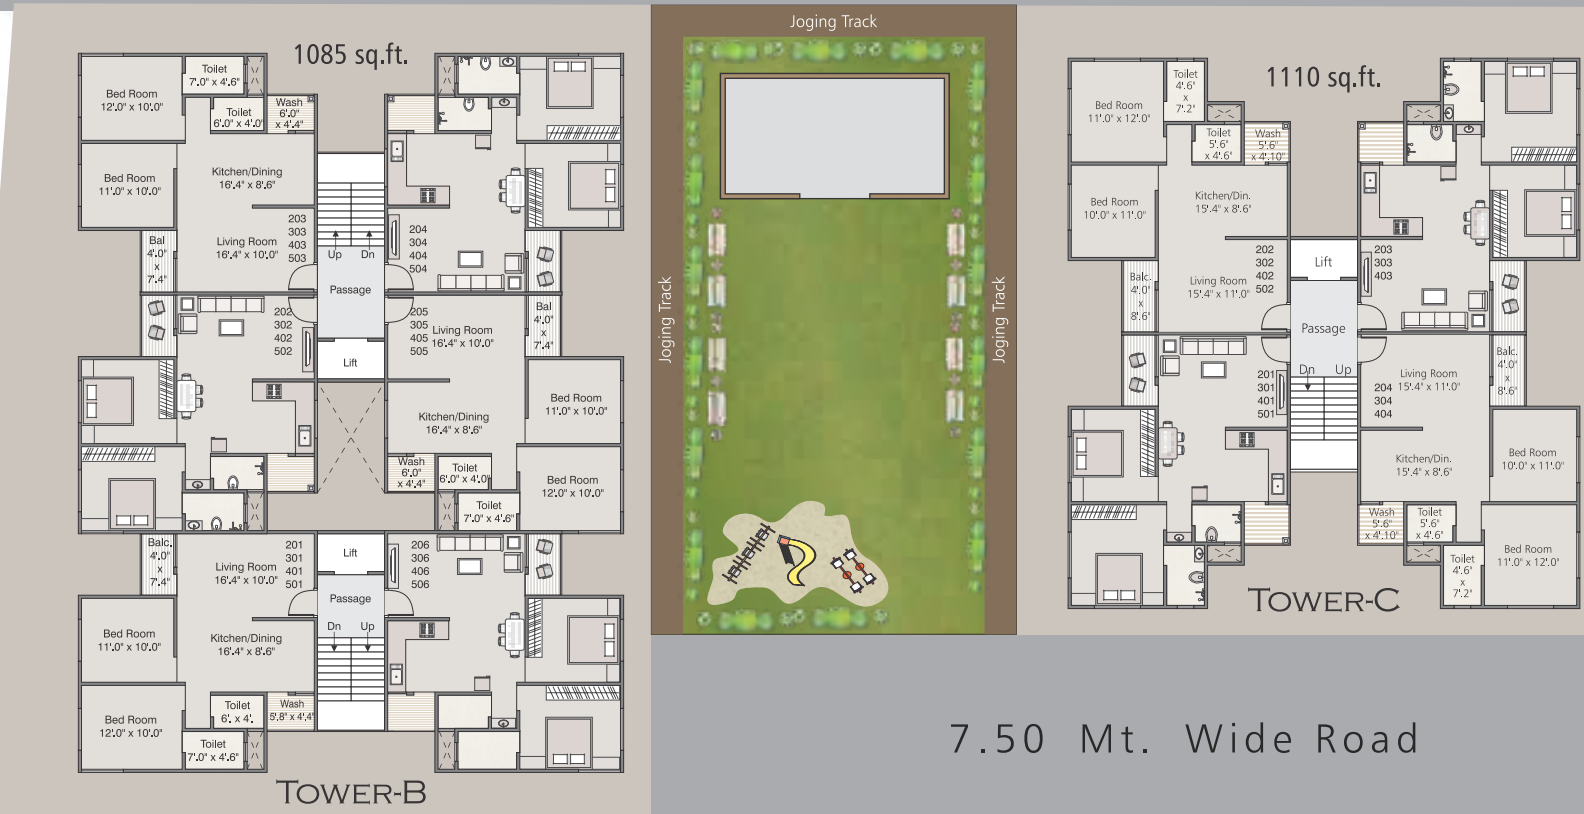 1085 sq.ft.
Toilet
7'.0" x 4'.6"
Bed Room
12'.0" x 10'.0"
Toilet
6'.0" x 4'.0"
Wash
6'.0"
x 4'.4"
Bed Room
11'.0" x 10'.0"
Kitchen/Dining
16'.4" x 8'.6"
Living Room
16'.4" x 10'.0"
203
303
403
503
204
304
404
504
Bal
4'.0"
x
7'.4"
Up
Dn
Passage
202
302
402
502
205
305
405
505
Living Room
16'.4" x 10'.0"
Bal
4'.0"
x
7'.4"
Lift
Bed Room
11'.0" x 10'.0"
Kitchen/Dining
16'.4" x 8'.6"
Wash
6'.0"
x 4'.4"
Toilet
6'.0" x 4'.0"
Bed Room
12'.0" x 10'.0"
Toilet
7'.0" x 4'.6"
Balc.
4'.0"
x
7'.4"
Living Room
16'.4" x 10'.0"
201
301
401
501
Lift
206
306
406
506
Passage
Dn
Up
Bed Room
11'.0" x 10'.0"
Kitchen/Dining
16'.4" x 8'.6"
Bed Room
12'.0" x 10'.0"
Toilet
6'. x 4'.
Wash
5'.8" x 4'.4"
Toilet
7'.0" x 4'.6"
TOWER-B
Joging Track
Joging Track
Joging Track
1110 sq.ft.
Bed Room
11'.0" x 12'.0"
Toilet
4'.6"
x
7'.2"
Toilet
5'.6"
x 4'.6"
Wash
5'.6"
x 4'.10"
Bed Room
10'.0" x 11'.0"
Kitchen/Din.
15'.4" x 8'.6"
202
302
402
502
Living Room
15'.4" x 11'.0"
Balc.
4'.0"
x
8'.6"
Lift
203
303
403
Passage
Dn
Up
201
301
401
501
Living Room
15'.4" x 11'.0"
204
304
404
Balc.
4'.0"
x
8'.6"
Kitchen/Din.
15'.4" x 8'.6"
Bed Room
10'.0" x 11'.0"
Wash
5'.6"
x 4'.10"
Toilet
5'.6"
x 4'.6"
Toilet
4'.6"
x
7'.2"
Bed Room
11'.0" x 12'.0"
TOWER-C
7.50 Mt. Wide Road